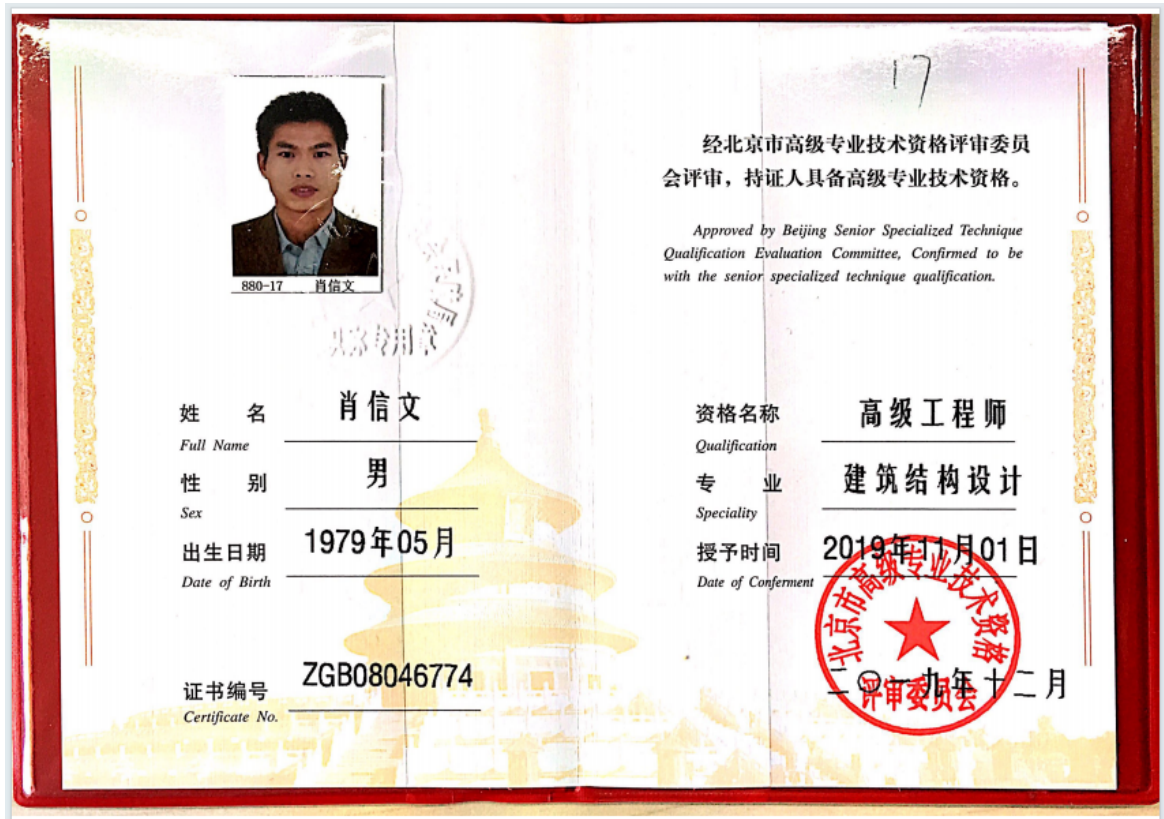 17
经北京市高级专业技术资格评审委员
会评审，持证人具备高级专业技术资格。
Approved by Beijing Senior Specialized Technique
Qualification Evaluation Committee, Confirmed to be
with the senior specialized technique qualification.
880-17 肖信文
专用章
姓 名 肖信文
Full Name
性 别 男
Sex
出生日期 1979年05月
Date of Birth
证书编号 ZGB08046774
Certificate No.
资格名称 高级工程师
Qualification
专 业 建筑结构设计
Speciality
授予时间 2019年11月01日
Date of Conferment
北京市高级专业技术资格
评审委员会
二〇一九年十二月